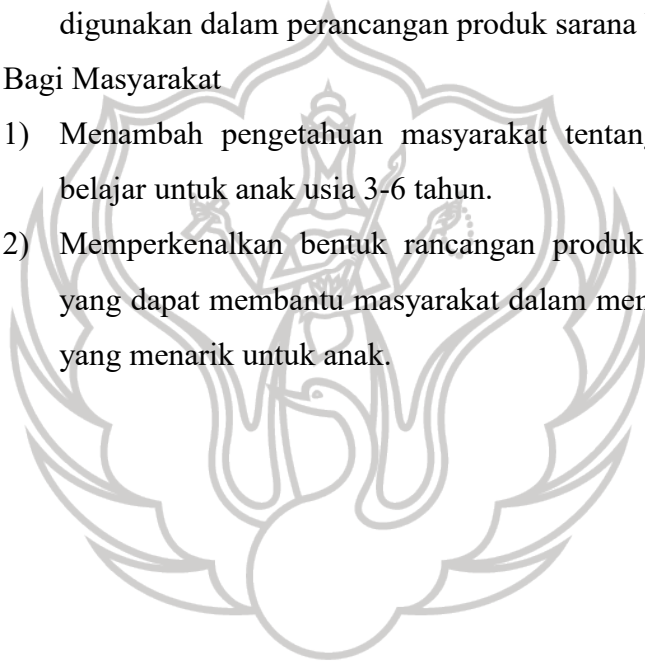 digunakan dalam perancangan produk sarana
Bagi Masyarakat
1) Menambah pengetahuan masyarakat
belajar untuk anak usia 3-6 tahun.
2) Memperkenalkan bentuk rancangan produk
yang dapat membantu masyarakat dalam
yang menarik untuk anak.